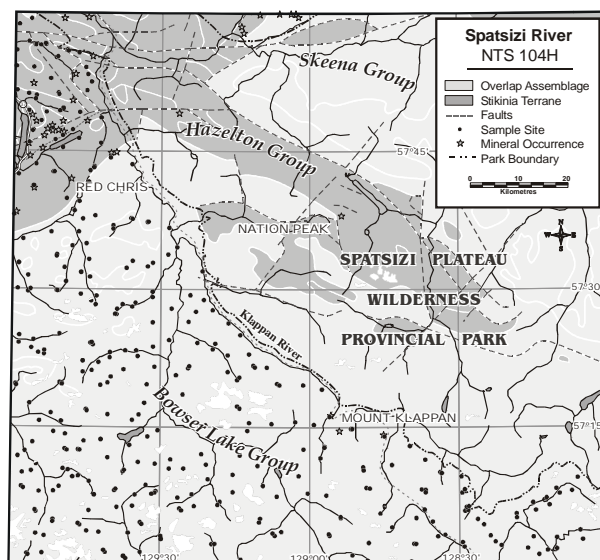 Spatsizi River
NTS 104H
Overlap Assemblage
Stikinia Terrane
Faults
Sample Site
Mineral Occurrence
Park Boundary
0 10 20
Kilometres
Skeena Group
Hazelton Group
57°45'
RED CHRIS
NATION PEAK
N
W E
S
SPATSIZI PLATEAU
57°30'
WILDERNESS
Klappan River
PROVINCIAL PARK
Bowser Lake Group
MOUNT KLAPPAN
57°15'
129°30' 129°00' 128°30'